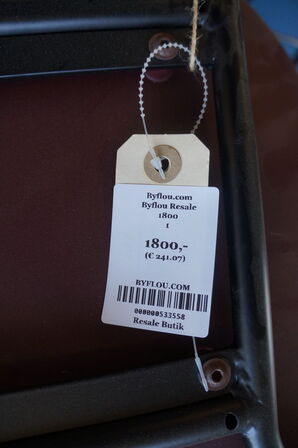 Byflou.com
Byflou Resale
1800
1
1800,-
(€ 241.07)
BYFLOU.COM
000000533558
Resale Butik